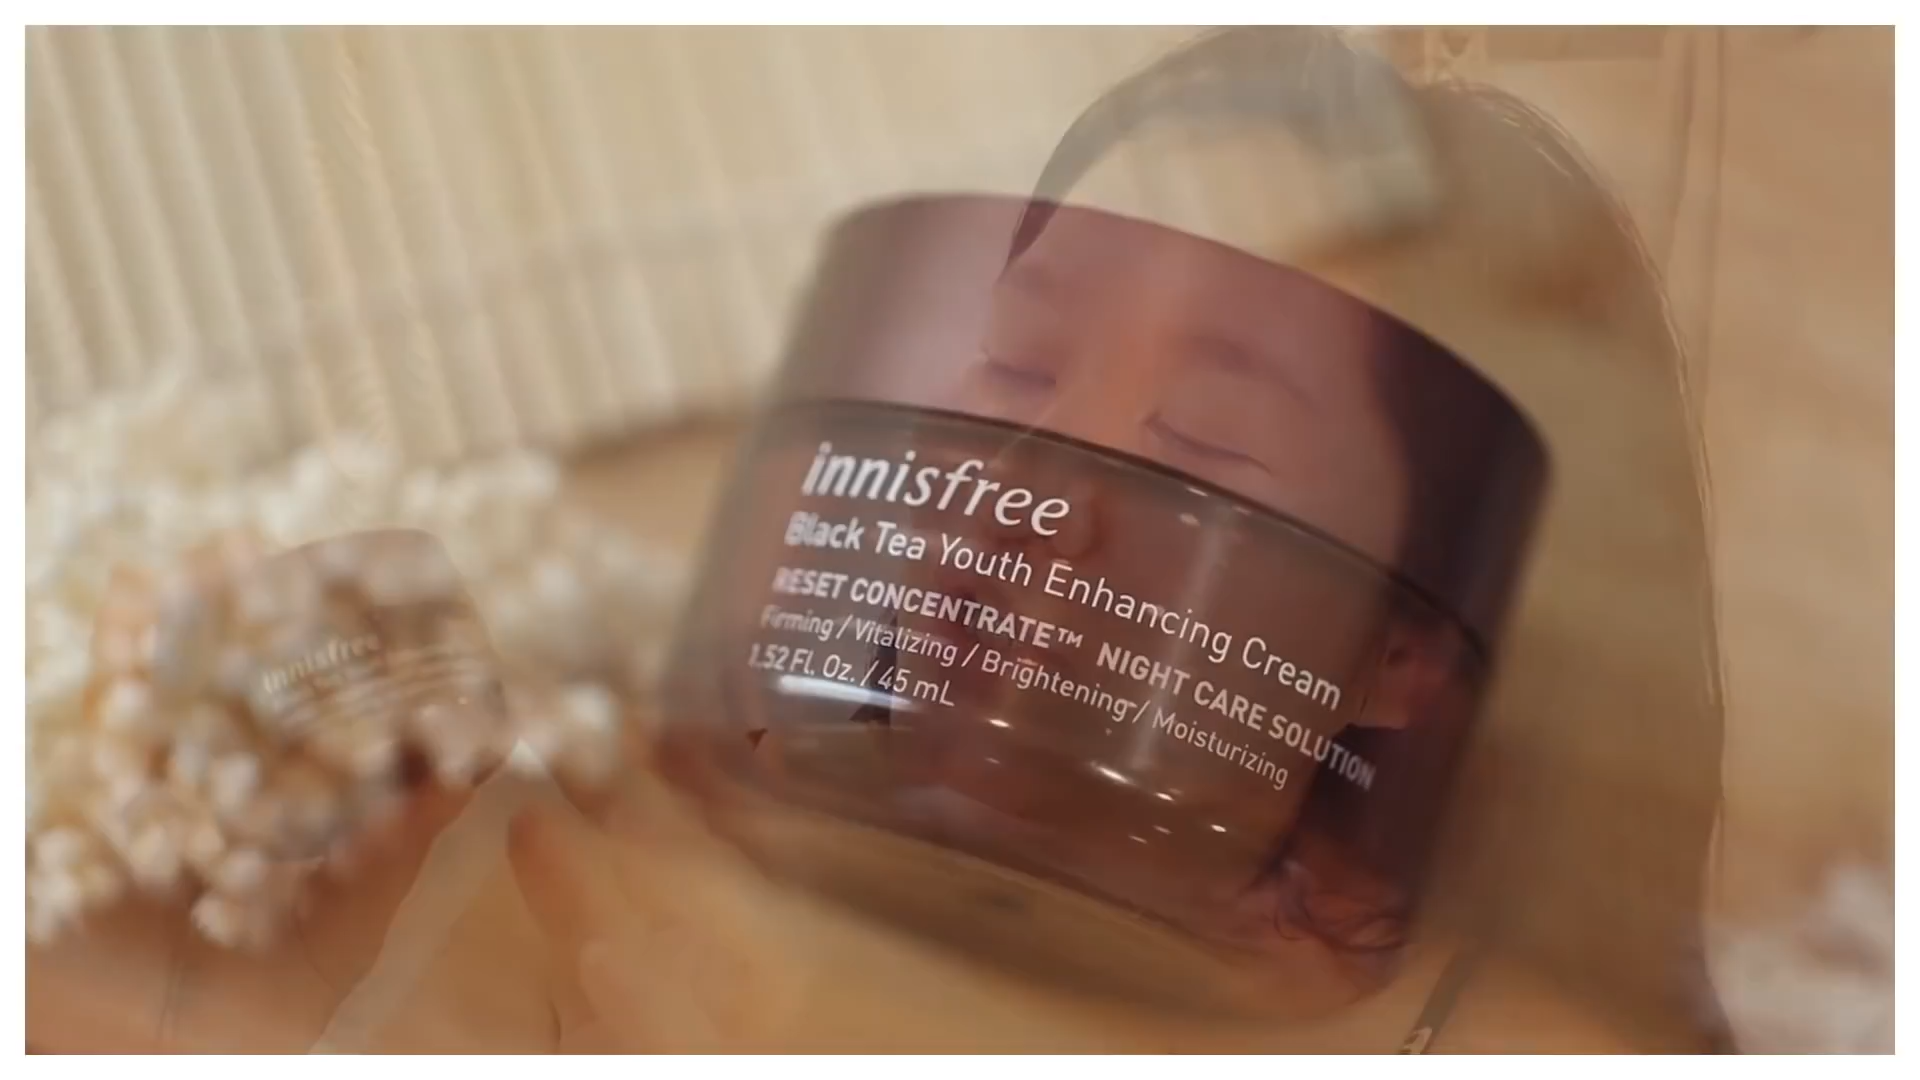 innisfree
Black Tea Youth Enhancing Cream
RESET CONCENTRATE™ NIGHT CARE SOLUTION
Firming / Vitalizing / Brightening / Moisturizing
1.52 Fl. Oz. / 45 mL
innisfree